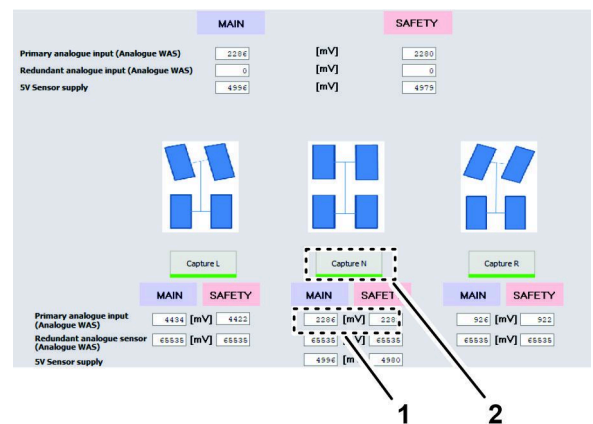 MAIN SAFETY
Primary analogue input (Analogue WAS) 2286 [mV] 2280
Redundant analogue input (Analogue WAS) 0 [mV] 0
5V Sensor supply 4996 [mV] 4979
Capture L Capture N Capture R
MAIN SAFETY MAIN SAFET MAIN SAFETY
Primary analogue input
(Analogue WAS) 4434 [mV] 4422 2286 [mV] 228 926 [mV] 922
Redundant analogue sensor
(Analogue WAS) 65535 [mV] 65535 65535 [mV] 65535 65535 [mV] 65535
5V Sensor supply 4996 [m 4980
1 2